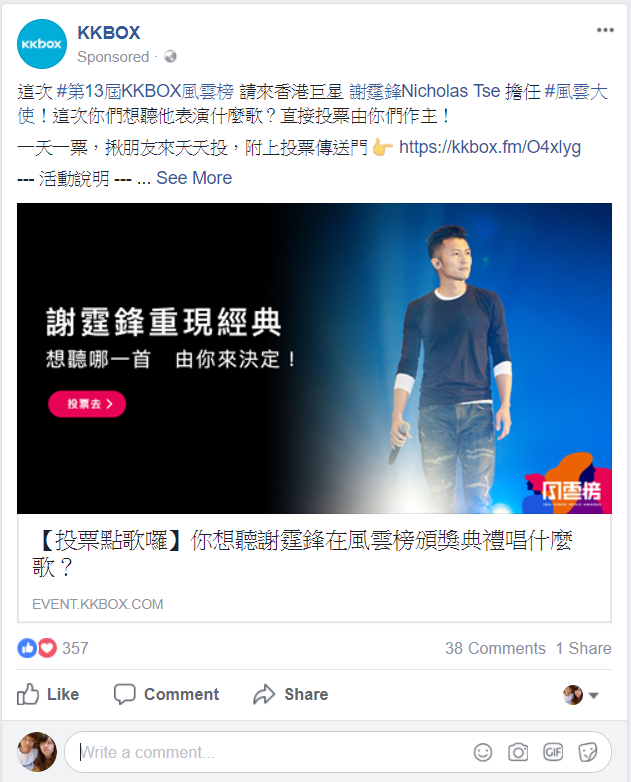 KKBOX
KKBOX
Sponsored ·
這次 #第13屆KKBOX風雲榜 請來香港巨星 謝霆鋒Nicholas Tse 擔任 #風雲大
使！這次你們想聽他表演什麼歌？直接投票由你們作主！
一天一票，揪朋友來天天投，附上投票傳送門 👉 https://kkbox.fm/O4xlyg
--- 活動說明 --- ... See More
謝霆鋒重現經典
想聽哪一首 由你來決定！
投票去 >
風雲榜
【投票點歌囉】你想聽謝霆鋒在風雲榜頒獎典禮唱什麼
歌？
EVENT.KKBOX.COM
357
38 Comments 1 Share
Like Comment Share
Write a comment...
GIF